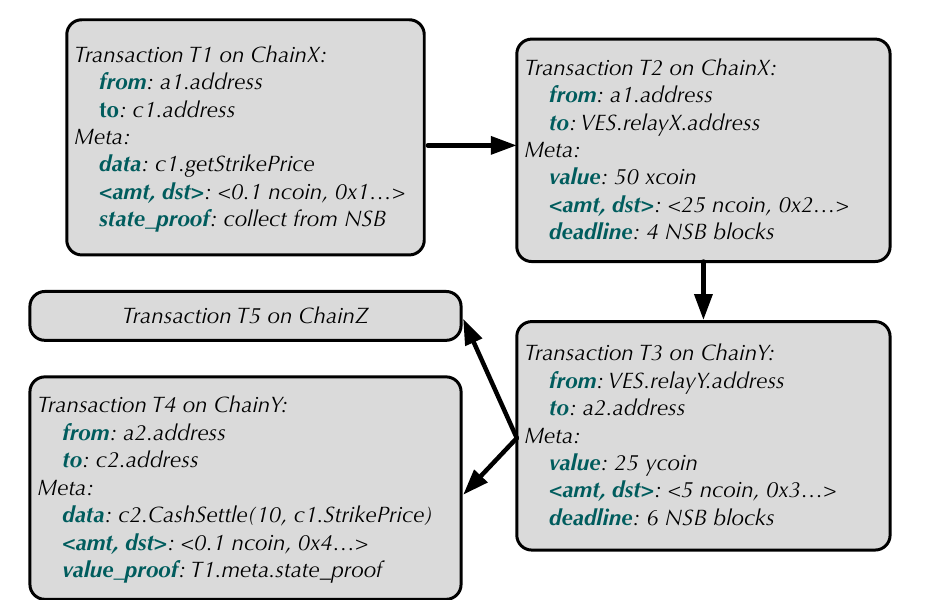 Transaction T1 on ChainX:
from: a1.address
to: c1.address
Meta:
data: c1.getStrikePrice
<amt, dst>: <0.1 ncoin, 0x1...>
state_proof: collect from NSB
Transaction T2 on ChainX:
from: a1.address
to: VES.relayX.address
Meta:
value: 50 xcoin
<amt, dst>: <25 ncoin, 0x2...>
deadline: 4 NSB blocks
Transaction T3 on ChainY:
from: VES.relayY.address
to: a2.address
Meta:
value: 25 ycoin
<amt, dst>: <5 ncoin, 0x3...>
deadline: 6 NSB blocks
Transaction T5 on ChainZ
Transaction T4 on ChainY:
from: a2.address
to: c2.address
Meta:
data: c2.CashSettle(10, c1.StrikePrice)
<amt, dst>: <0.1 ncoin, 0x4...>
value_proof: T1.meta.state_proof